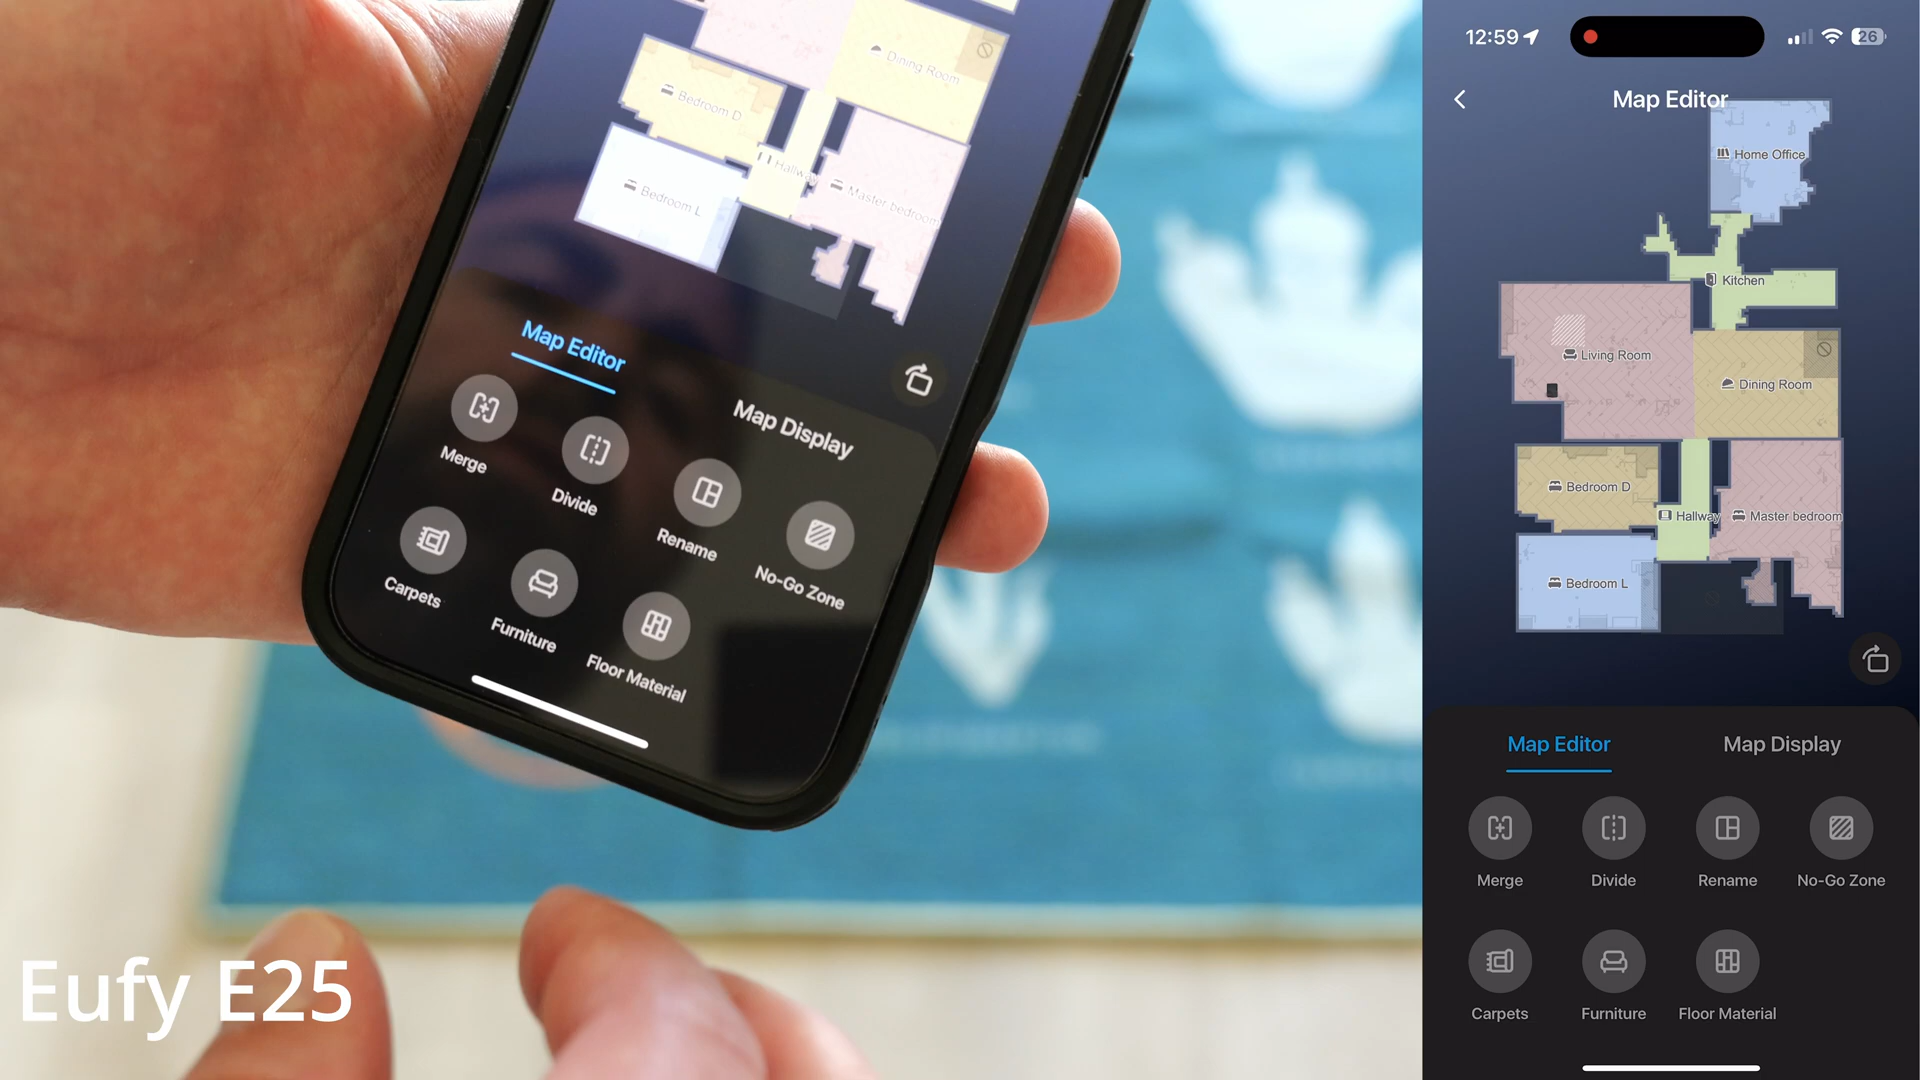 Dining Room
Bedroom D
Hallway
Master bedroom
Bedroom L
Map Editor
Map Display
Merge
Divide
Rename
No-Go Zone
Carpets
Furniture
Floor Material
Eufy E25
12:59
26
Map Editor
Home Office
Kitchen
Living Room
Dining Room
Bedroom D
Hallway
Master bedroom
Bedroom L
Map Editor
Map Display
Merge
Divide
Rename
No-Go Zone
Carpets
Furniture
Floor Material